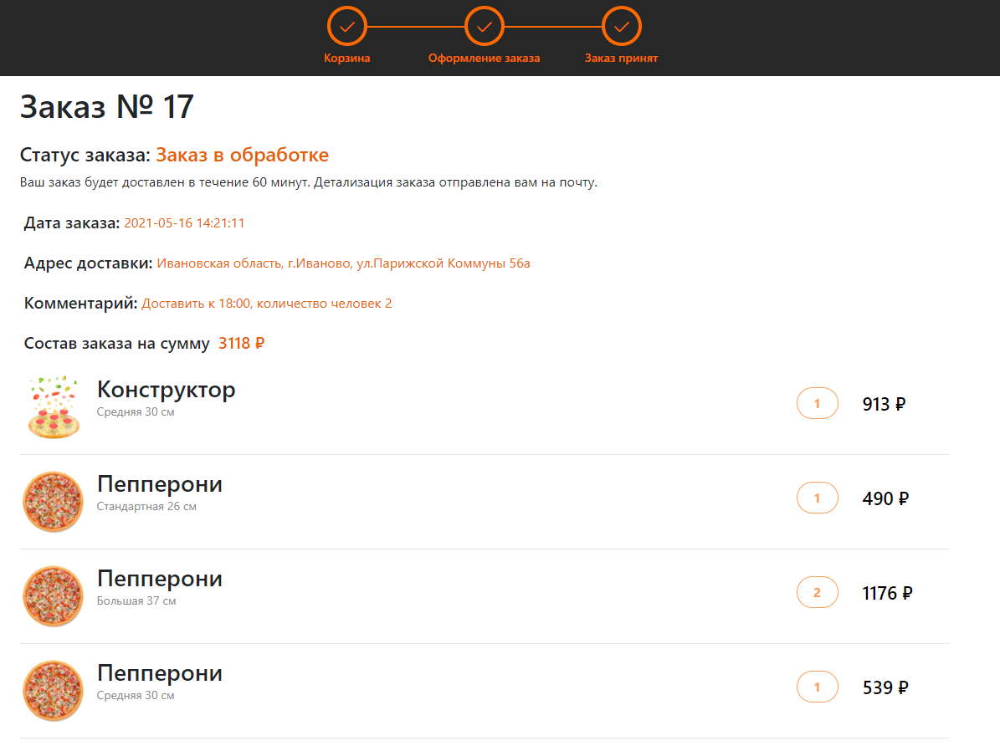 Корзина
Оформление заказа
Заказ принят
Заказ № 17
Статус заказа: Заказ в обработке
Ваш заказ будет доставлен в течение 60 минут. Детализация заказа отправлена вам на почту.
Дата заказа: 2021-05-16 14:21:11
Адрес доставки: Ивановская область, г.Иваново, ул.Парижской Коммуны 56а
Комментарий: Доставить к 18:00, количество человек 2
Состав заказа на сумму 3118 ₽
Конструктор
Средняя 30 см
1
913 ₽
Пепперони
Стандартная 26 см
1
490 ₽
Пепперони
Большая 37 см
2
1176 ₽
Пепперони
Средняя 30 см
1
539 ₽